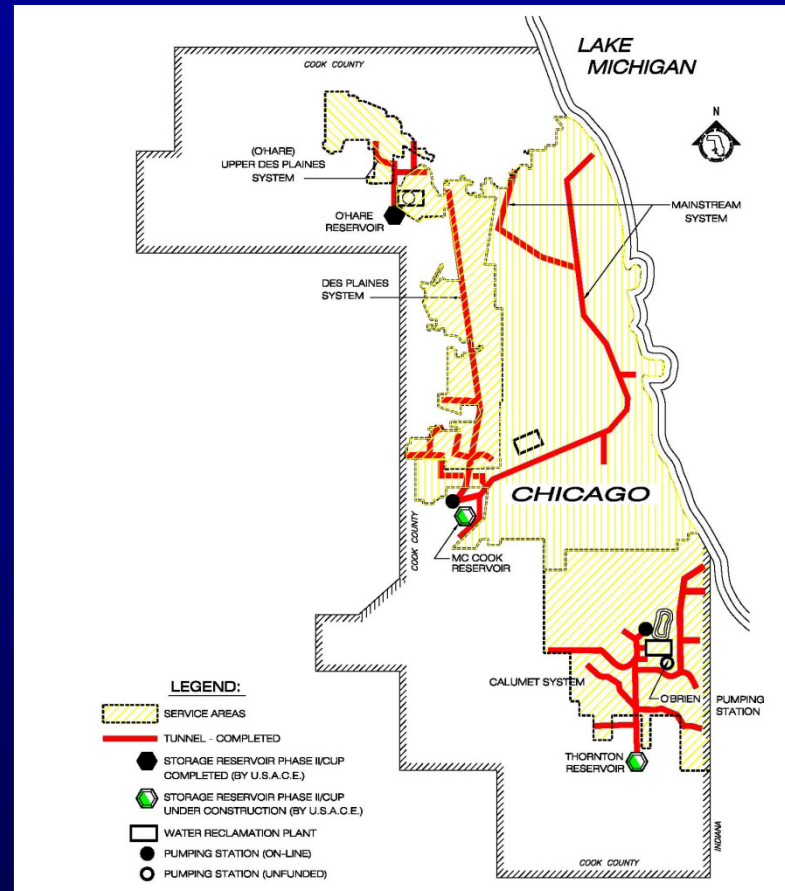 COOK COUNTY
LAKE
MICHIGAN
N
(O'HARE)
UPPER DES PLAINES
SYSTEM
O'HARE
RESERVOIR
MAINSTREAM
SYSTEM
DES PLAINES
SYSTEM
CHICAGO
COOK COUNTY
MC COOK
RESERVOIR
CALUMET SYSTEM
O'BRIEN
PUMPING
STATION
THORNTON
RESERVOIR
INDIANA
COOK COUNTY
LEGEND:
SERVICE AREAS
TUNNEL - COMPLETED
STORAGE RESERVOIR PHASE II/CUP
COMPLETED (BY U.S.A.C.E.)
STORAGE RESERVOIR PHASE II/CUP
UNDER CONSTRUCTION (BY U.S.A.C.E.)
WATER RECLAMATION PLANT
PUMPING STATION (ON-LINE)
PUMPING STATION (UNFUNDED)